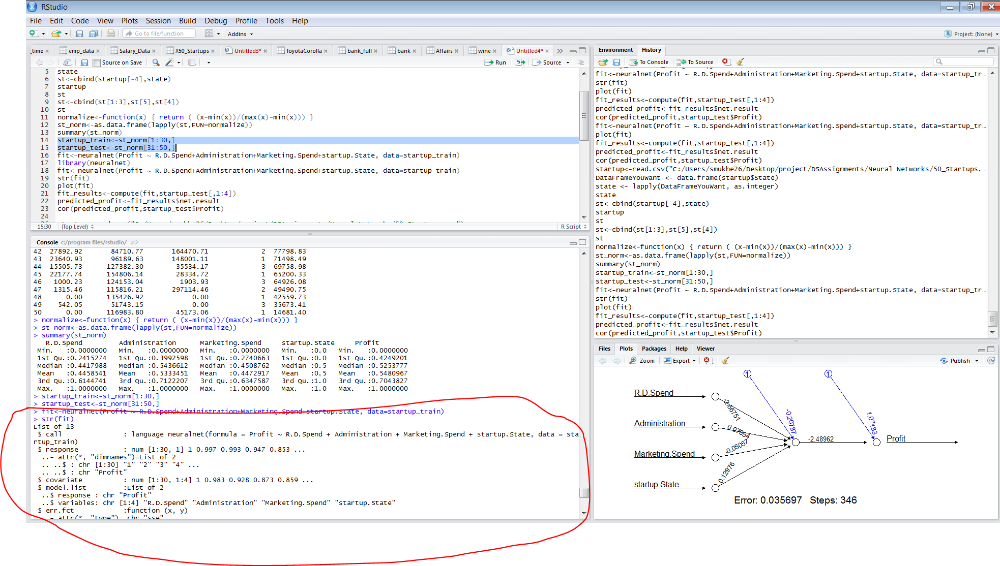 RStudio
File Edit Code View Plots Session Build Debug Profile Tools Help
Go to file/function Addins Project: (None)
_time emp_data Salary_Data X50_Startups Untitled3* ToyotaCorolla bank_full bank Affairs wine Untitled4*
Source on Save Run Source
5 state
6 st<-cbind(startup[-4],state)
7 startup
8 st
9 st<-cbind(st[1:3],st[5],st[4])
10 st
11 normalize<-function(x) { return ( (x-min(x))/(max(x)-min(x))) }
12 st_norm<-as.data.frame(lapply(st,FUN=normalize))
13 summary(st_norm)
14 startup_train<-st_norm[1:30,]
15 startup_test<-st_norm[31:50,]
16 fit<-neuralnet(Profit ~ R.D.Spend+Administration+Marketing.Spend+startup.State, data=startup_train)
17 library(neuralnet)
18 fit<-neuralnet(Profit ~ R.D.Spend+Administration+Marketing.Spend+startup.State, data=startup_train)
19 str(fit)
20 plot(fit)
21 fit_results<-compute(fit,startup_test[,1:4])
22 predicted_profit<-fit_results$net.result
23 cor(predicted_profit,startup_test$Profit)
24
15:30 (Top Level) R Script
Console c:/program files/rstudio/
42 27892.92 84710.77 164470.71 2 77798.83
43 23640.93 96189.63 148001.11 1 71498.49
44 15505.73 127382.30 35534.17 3 69758.98
45 22177.74 154806.14 28334.72 1 65200.33
46 1000.23 124153.04 1903.93 3 64926.08
47 1315.46 115816.21 297114.46 2 49490.75
48 0.00 135426.92 0.00 1 42559.73
49 542.05 51743.15 0.00 3 35673.41
50 0.00 116983.80 45173.06 1 14681.40
> normalize<-function(x) { return ( (x-min(x))/(max(x)-min(x))) }
> st_norm<-as.data.frame(lapply(st,FUN=normalize))
> summary(st_norm)
R.D.Spend Administration Marketing.Spend startup.State Profit
Min. :0.0000000 Min. :0.0000000 Min. :0.0000000 Min. :0.0 Min. :0.0000000
1st Qu.:0.2415274 1st Qu.:0.3992598 1st Qu.:0.2740663 1st Qu.:0.0 1st Qu.:0.4249201
Median :0.4417988 Median :0.5436612 Median :0.4508762 Median :0.5 Median :0.5253777
Mean :0.4458541 Mean :0.5333451 Mean :0.4472917 Mean :0.5 Mean :0.5480967
3rd Qu.:0.6144741 3rd Qu.:0.7122207 3rd Qu.:0.6347587 3rd Qu.:1.0 3rd Qu.:0.7043827
Max. :1.0000000 Max. :1.0000000 Max. :1.0000000 Max. :1.0 Max. :1.0000000
> startup_train<-st_norm[1:30,]
> startup_test<-st_norm[31:50,]
> fit<-neuralnet(Profit ~ R.D.Spend+Administration+Marketing.Spend+startup.State, data=startup_train)
> str(fit)
List of 13
$ call : language neuralnet(formula = Profit ~ R.D.Spend + Administration + Marketing.Spend + startup.State, data = sta
rtup_train)
$ response : num [1:30, 1] 1 0.997 0.993 0.947 0.853 ...
..- attr(*, "dimnames")=List of 2
.. ..$ : chr [1:30] "1" "2" "3" "4" ...
.. ..$ : chr "Profit"
$ covariate : num [1:30, 1:4] 1 0.983 0.928 0.873 0.859 ...
$ model.list :List of 2
..$ response : chr "Profit"
..$ variables: chr [1:4] "R.D.Spend" "Administration" "Marketing.Spend" "startup.State"
$ err.fct :function (x, y)
- attr(*, "type")= chr "sse"
Environment History
To Console To Source
fit<-neuralnet(Profit ~ R.D.Spend+Administration+Marketing.Spend+startup.State, data=startup_tr…
str(fit)
plot(fit)
fit_results<-compute(fit,startup_test[,1:4])
predicted_profit<-fit_results$net.result
cor(predicted_profit,startup_test$Profit)
fit<-neuralnet(Profit ~ R.D.Spend+Administration+Marketing.Spend+startup.State, data=startup_tr…
plot(fit)
fit_results<-compute(fit,startup_test[,1:4])
predicted_profit<-fit_results$net.result
cor(predicted_profit,startup_test$Profit)
startup<-read.csv("C:/Users/smukhe26/Desktop/project/DSAssignments/Neural Networks/50_Startups.…
DataFrameYouWant <- data.frame(startup$State)
state <- lapply(DataFrameYouWant, as.integer)
state
st<-cbind(startup[-4],state)
startup
st
st<-cbind(st[1:3],st[5],st[4])
st
normalize<-function(x) { return ( (x-min(x))/(max(x)-min(x))) }
st_norm<-as.data.frame(lapply(st,FUN=normalize))
summary(st_norm)
startup_train<-st_norm[1:30,]
startup_test<-st_norm[31:50,]
fit<-neuralnet(Profit ~ R.D.Spend+Administration+Marketing.Spend+startup.State, data=startup_tr…
str(fit)
plot(fit)
fit_results<-compute(fit,startup_test[,1:4])
predicted_profit<-fit_results$net.result
cor(predicted_profit,startup_test$Profit)
Files Plots Packages Help Viewer
Zoom Export Publish
1 1
R.D.Spend
-2.66751
-0.20787
1.07183
Administration
0.07854
-2.48962
Profit
Marketing.Spend
-0.05057
startup.State
0.12976
Error: 0.035697 Steps: 346